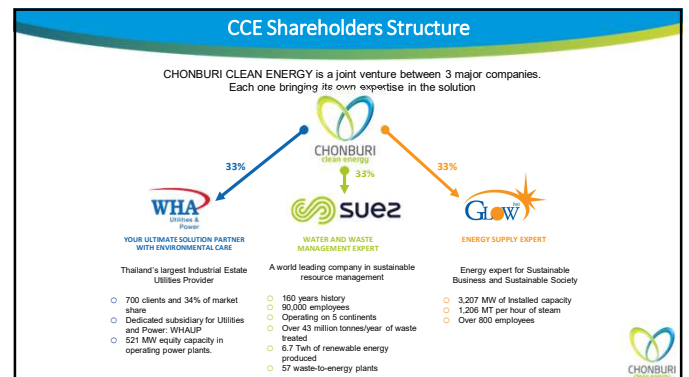 CCE Shareholders Structure
CHONBURI CLEAN ENERGY is a joint venture between 3 major companies.
Each one bringing its own expertise in the solution
CHONBURI
clean energy
33%
33%
33%
WHA
Utilities &
Power
suez
GLOW
YOUR ULTIMATE SOLUTION PARTNER
WITH ENVIRONMENTAL CARE
WATER AND WASTE
MANAGEMENT EXPERT
ENERGY SUPPLY EXPERT
Thailand's largest Industrial Estate
Utilities Provider
700 clients and 34% of market
share
Dedicated subsidiary for Utilities
and Power: WHAUP
521 MW equity capacity in
operating power plants.
A world leading company in sustainable
resource management
160 years history
90,000 employees
Operating on 5 continents
Over 43 million tonnes/year of waste
treated
6.7 Twh of renewable energy
produced
57 waste-to-energy plants
Energy expert for Sustainable
Business and Sustainable Society
3,207 MW of Installed capacity
1,206 MT per hour of steam
Over 800 employees
CHONBURI